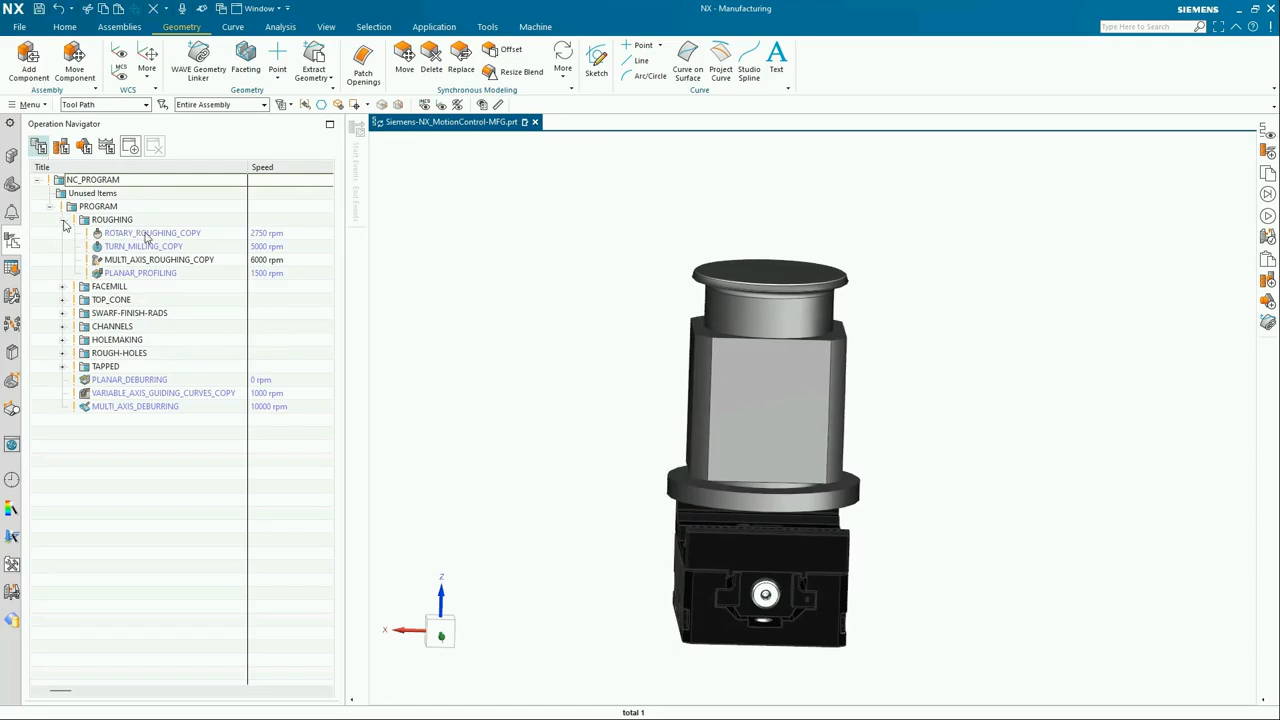 NX
Window
NX - Manufacturing
SIEMENS
File Home Assemblies Geometry Curve Analysis View Selection Application Tools Machine
Type Here to Search
Add Component
Move Component
MCS
More
WAVE Geometry Linker
Faceting
Point
Extract Geometry
Patch Openings
Move
Delete
Replace
Offset
Resize Blend
More
Sketch
Point
Line
Arc/Circle
Curve on Surface
Project Curve
Studio Spline
Text
Assembly WCS Geometry Synchronous Modeling Curve
Menu Tool Path Entire Assembly
Operation Navigator
Siemens-NX_MotionControl-MFG.prt
Title Speed
NC_PROGRAM
Unused Items
PROGRAM
ROUGHING
ROTARY_ROUGHING_COPY 2750 rpm
TURN_MILLING_COPY 5000 rpm
MULTI_AXIS_ROUGHING_COPY 6000 rpm
PLANAR_PROFILING 1500 rpm
FACEMILL
TOP_CONE
SWARF-FINISH-RADS
CHANNELS
HOLEMAKING
ROUGH-HOLES
TAPPED
PLANAR_DEBURRING 0 rpm
VARIABLE_AXIS_GUIDING_CURVES_COPY 1000 rpm
MULTI_AXIS_DEBURRING 10000 rpm
Start Events
End Events
Z
X
total 1